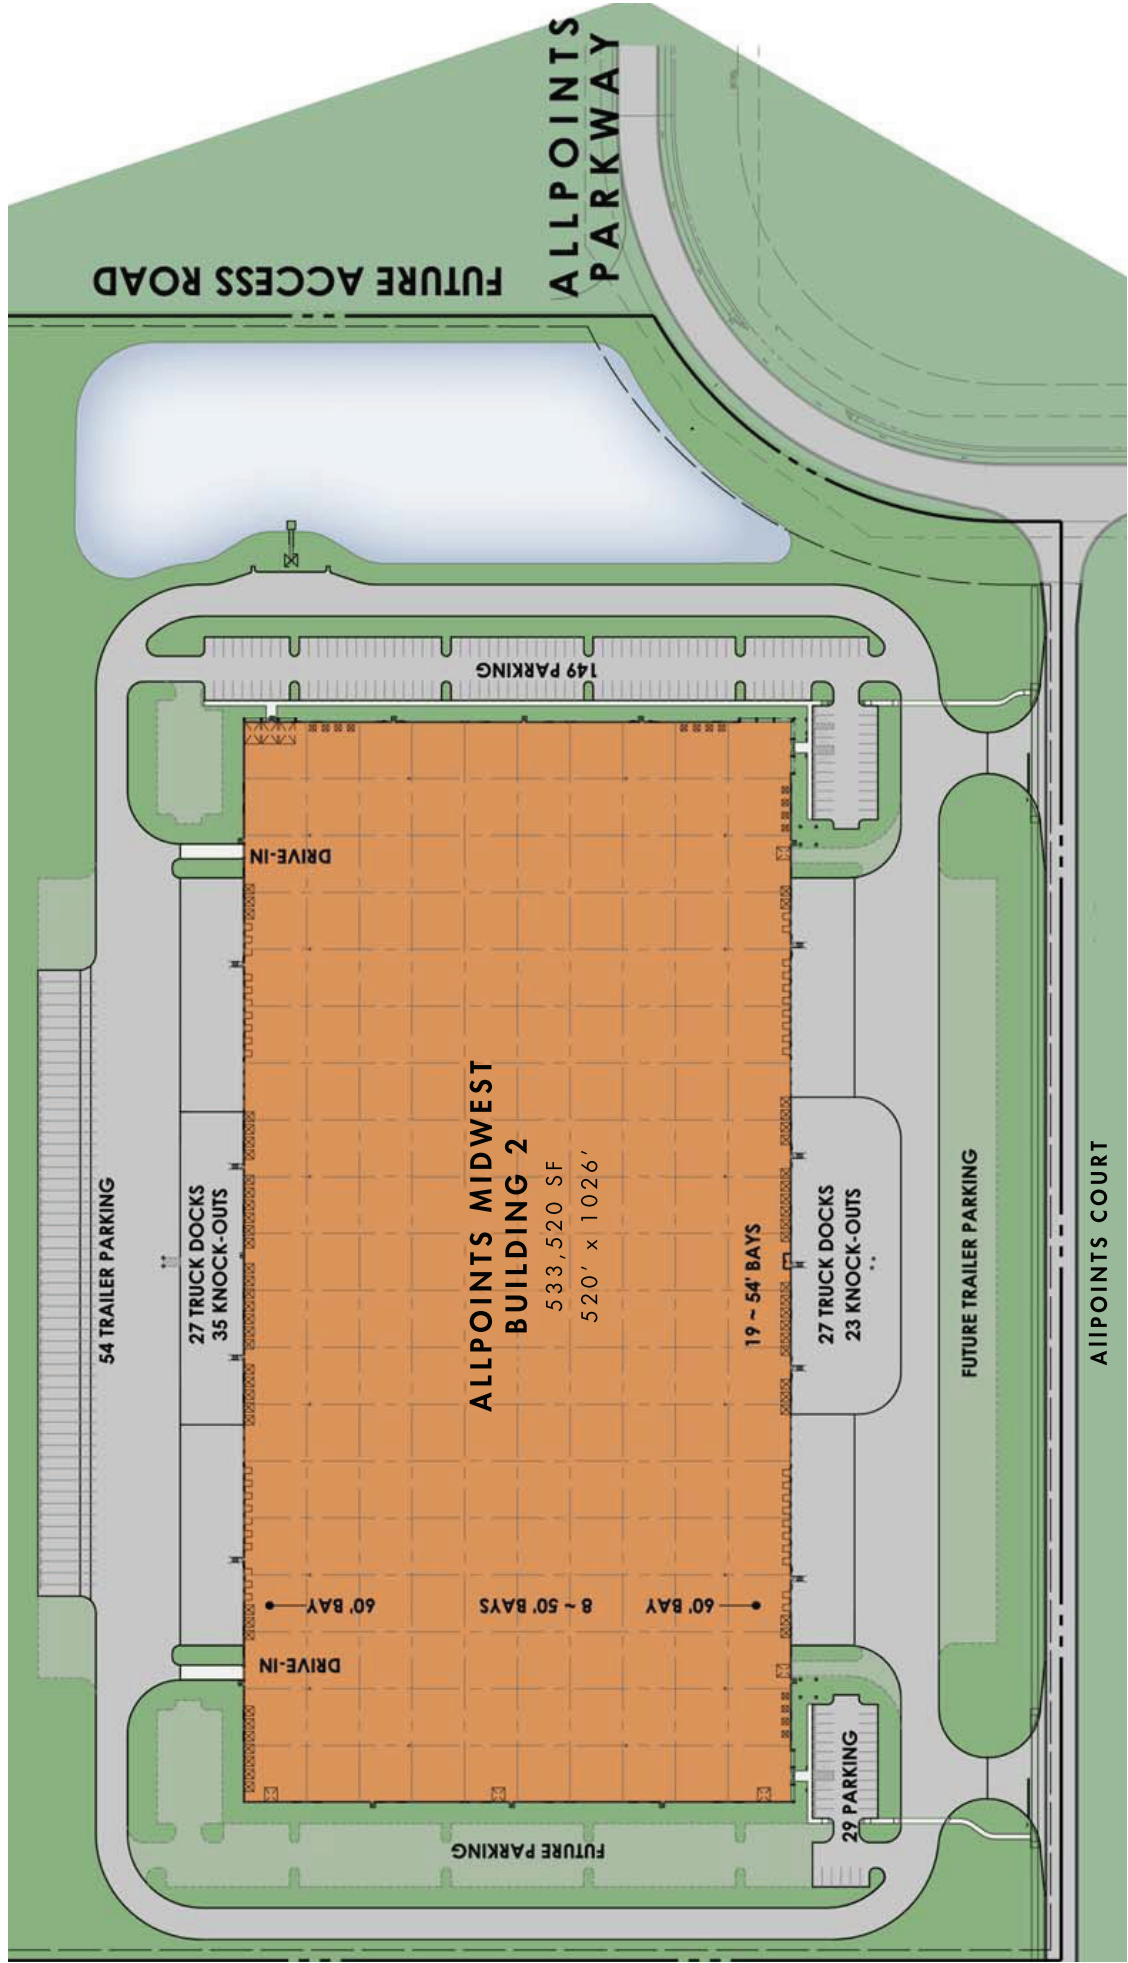 ALLPOINTS
PARKWAY
FUTURE ACCESS ROAD
149 PARKING
DRIVE-IN
54 TRAILER PARKING
27 TRUCK DOCKS
35 KNOCK-OUTS
ALLPOINTS MIDWEST
BUILDING 2
533,520 SF
520' x 1026'
19 ~ 54' BAYS
27 TRUCK DOCKS
23 KNOCK-OUTS
FUTURE TRAILER PARKING
AllPOINTS COURT
60' BAY
8 ~ 50' BAYS
60' BAY
DRIVE-IN
29 PARKING
FUTURE PARKING